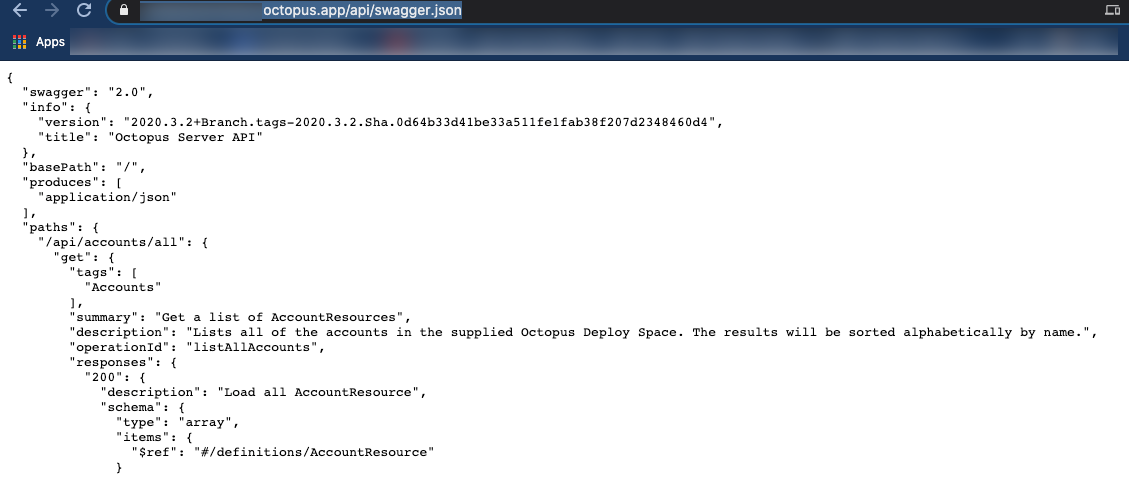 octopus.app/api/swagger.json
Apps
{
"swagger": "2.0",
"info": {
"version": "2020.3.2+Branch.tags-2020.3.2.Sha.0d64b33d41be33a511fe1fab38f207d2348460d4",
"title": "Octopus Server API"
},
"basePath": "/",
"produces": [
"application/json"
],
"paths": {
"/api/accounts/all": {
"get": {
"tags": [
"Accounts"
],
"summary": "Get a list of AccountResources",
"description": "Lists all of the accounts in the supplied Octopus Deploy Space. The results will be sorted alphabetically by name.",
"operationId": "listAllAccounts",
"responses": {
"200": {
"description": "Load all AccountResource",
"schema": {
"type": "array",
"items": {
"$ref": "#/definitions/AccountResource"
}